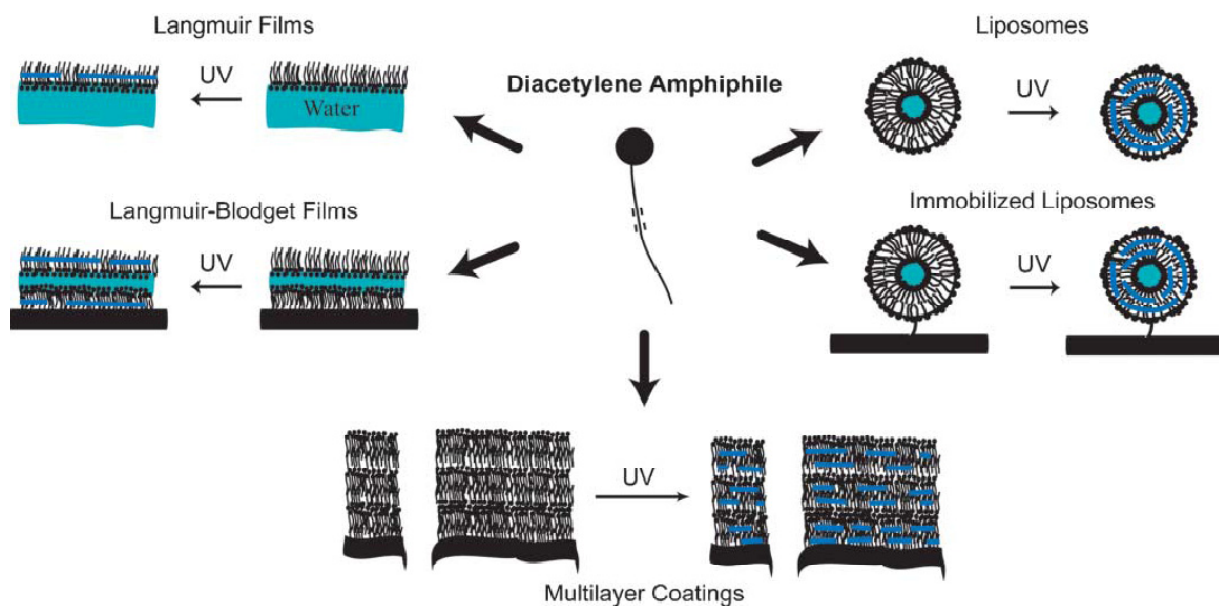 Langmuir Films
UV
Water
Diacetylene Amphiphile
Liposomes
UV
Langmuir-Blodget Films
UV
Immobilized Liposomes
UV
UV
Multilayer Coatings